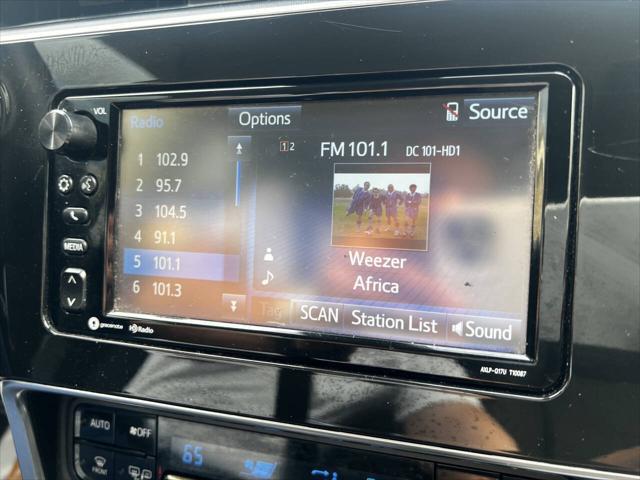 VOL
Radio
Options
Source
1 2
FM 101.1 DC 101-HD1
1 102.9
2 95.7
3 104.5
4 91.1
5 101.1
6 101.3
Weezer
Africa
MEDIA
Tag
SCAN
Station List
Sound
gracenote
HD Radio
AXLP-017U T10087
AUTO
OFF
FRONT
65